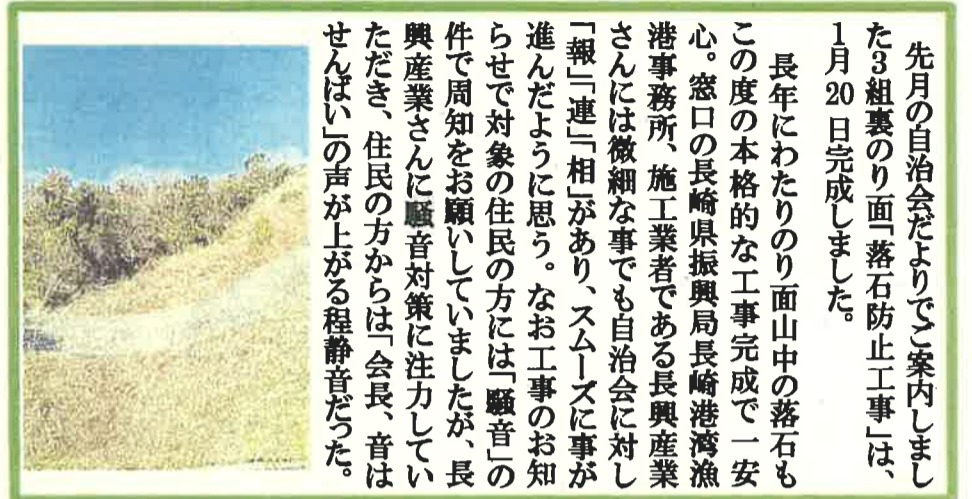 先月の自治会だよりでご案内しまし
た3組裏のり面「落石防止工事」は、
1月20日完成しました。
長年にわたりのり面山中の落石も
この度の本格的な工事完成で一安
心。窓口の長崎県振興局長崎港湾漁
港事務所、施工業者である長興産業
さんには微細な事でも自治会に対し
「報」「連」「相」があり、スムーズに事が
進んだように思う。なお工事のお知
らせで対象の住民の方には「騒音」の
件で周知をお願いしていましたが、長
興産業さんに騒音対策に注力してい
ただき、住民の方からは「会長、音は
せんばい」の声が上がる程静音だった。